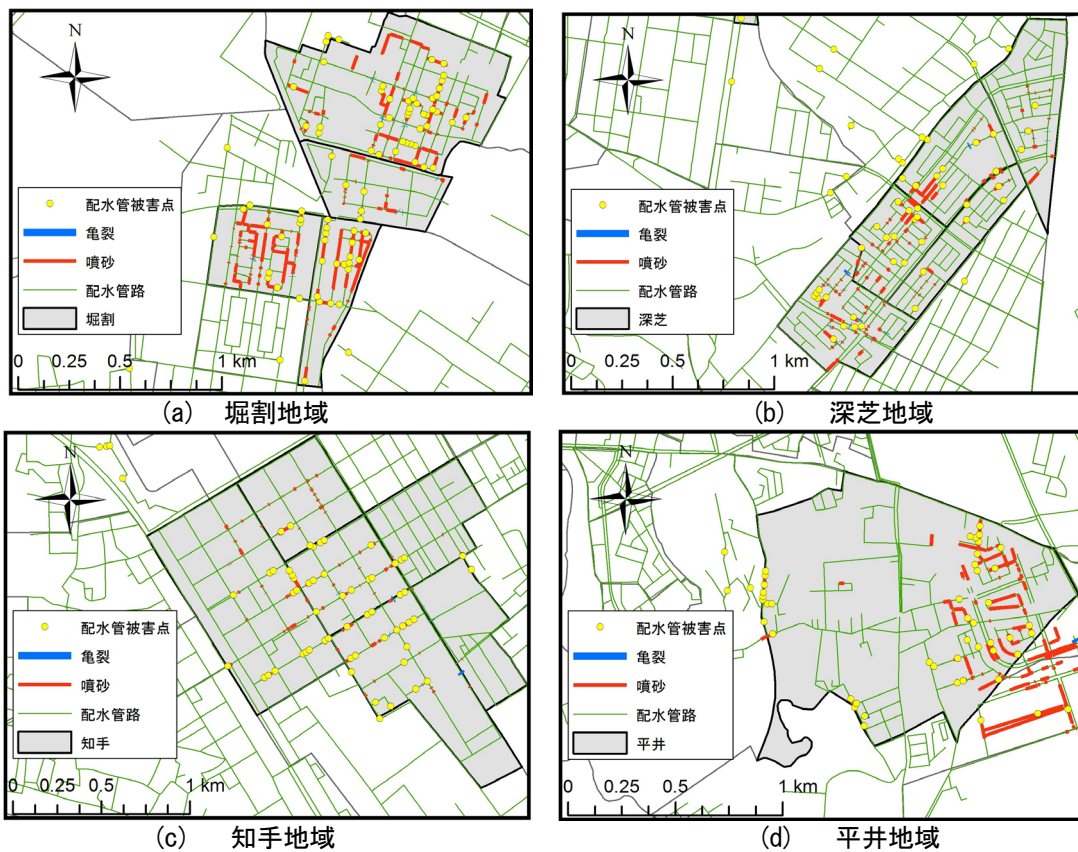 N
配水管被害点
亀裂
噴砂
配水管路
堀割
0 0.25 0.5 1 km
(a) 堀割地域
N
配水管被害点
亀裂
噴砂
配水管路
深芝
0 0.25 0.5 1 km
(b) 深芝地域
N
配水管被害点
亀裂
噴砂
配水管路
知手
0 0.25 0.5 1 km
(c) 知手地域
N
配水管被害点
亀裂
噴砂
配水管路
平井
0 0.25 0.5 1 km
(d) 平井地域